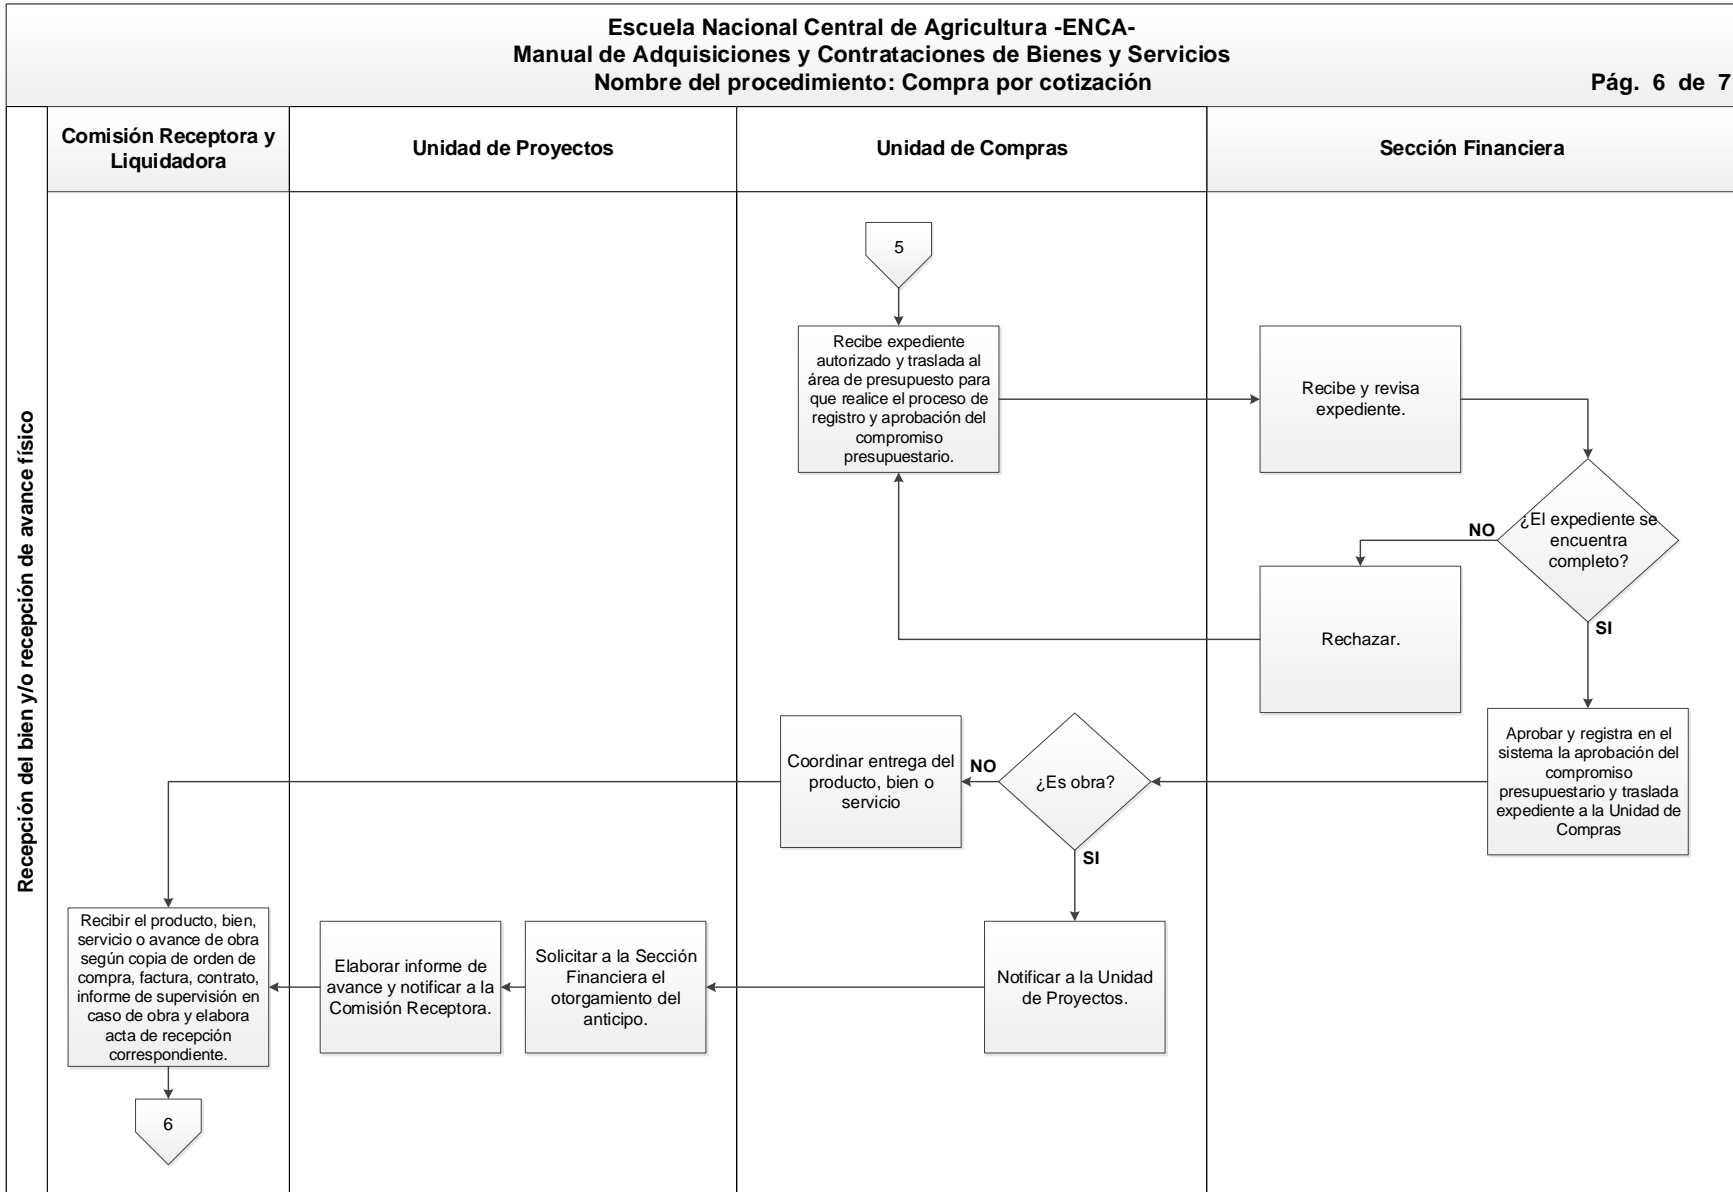 Escuela Nacional Central de Agricultura -ENCA-
Manual de Adquisiciones y Contrataciones de Bienes y Servicios
Nombre del procedimiento: Compra por cotización
Pág. 6 de 7
Recepción del bien y/o recepción de avance físico
Comisión Receptora y
Liquidadora
Unidad de Proyectos
Unidad de Compras
Sección Financiera
5
Recibe expediente
autorizado y traslada al
área de presupuesto para
que realice el proceso de
registro y aprobación del
compromiso
presupuestario.
Recibe y revisa
expediente.
¿El expediente se
encuentra
completo?
NO
SI
Rechazar.
Aprobar y registra en el
sistema la aprobación del
compromiso
presupuestario y traslada
expediente a la Unidad de
Compras
¿Es obra?
NO
SI
Coordinar entrega del
producto, bien o
servicio
Notificar a la Unidad
de Proyectos.
Solicitar a la Sección
Financiera el
otorgamiento del
anticipo.
Elaborar informe de
avance y notificar a la
Comisión Receptora.
Recibir el producto, bien,
servicio o avance de obra
según copia de orden de
compra, factura, contrato,
informe de supervisión en
caso de obra y elabora
acta de recepción
correspondiente.
6